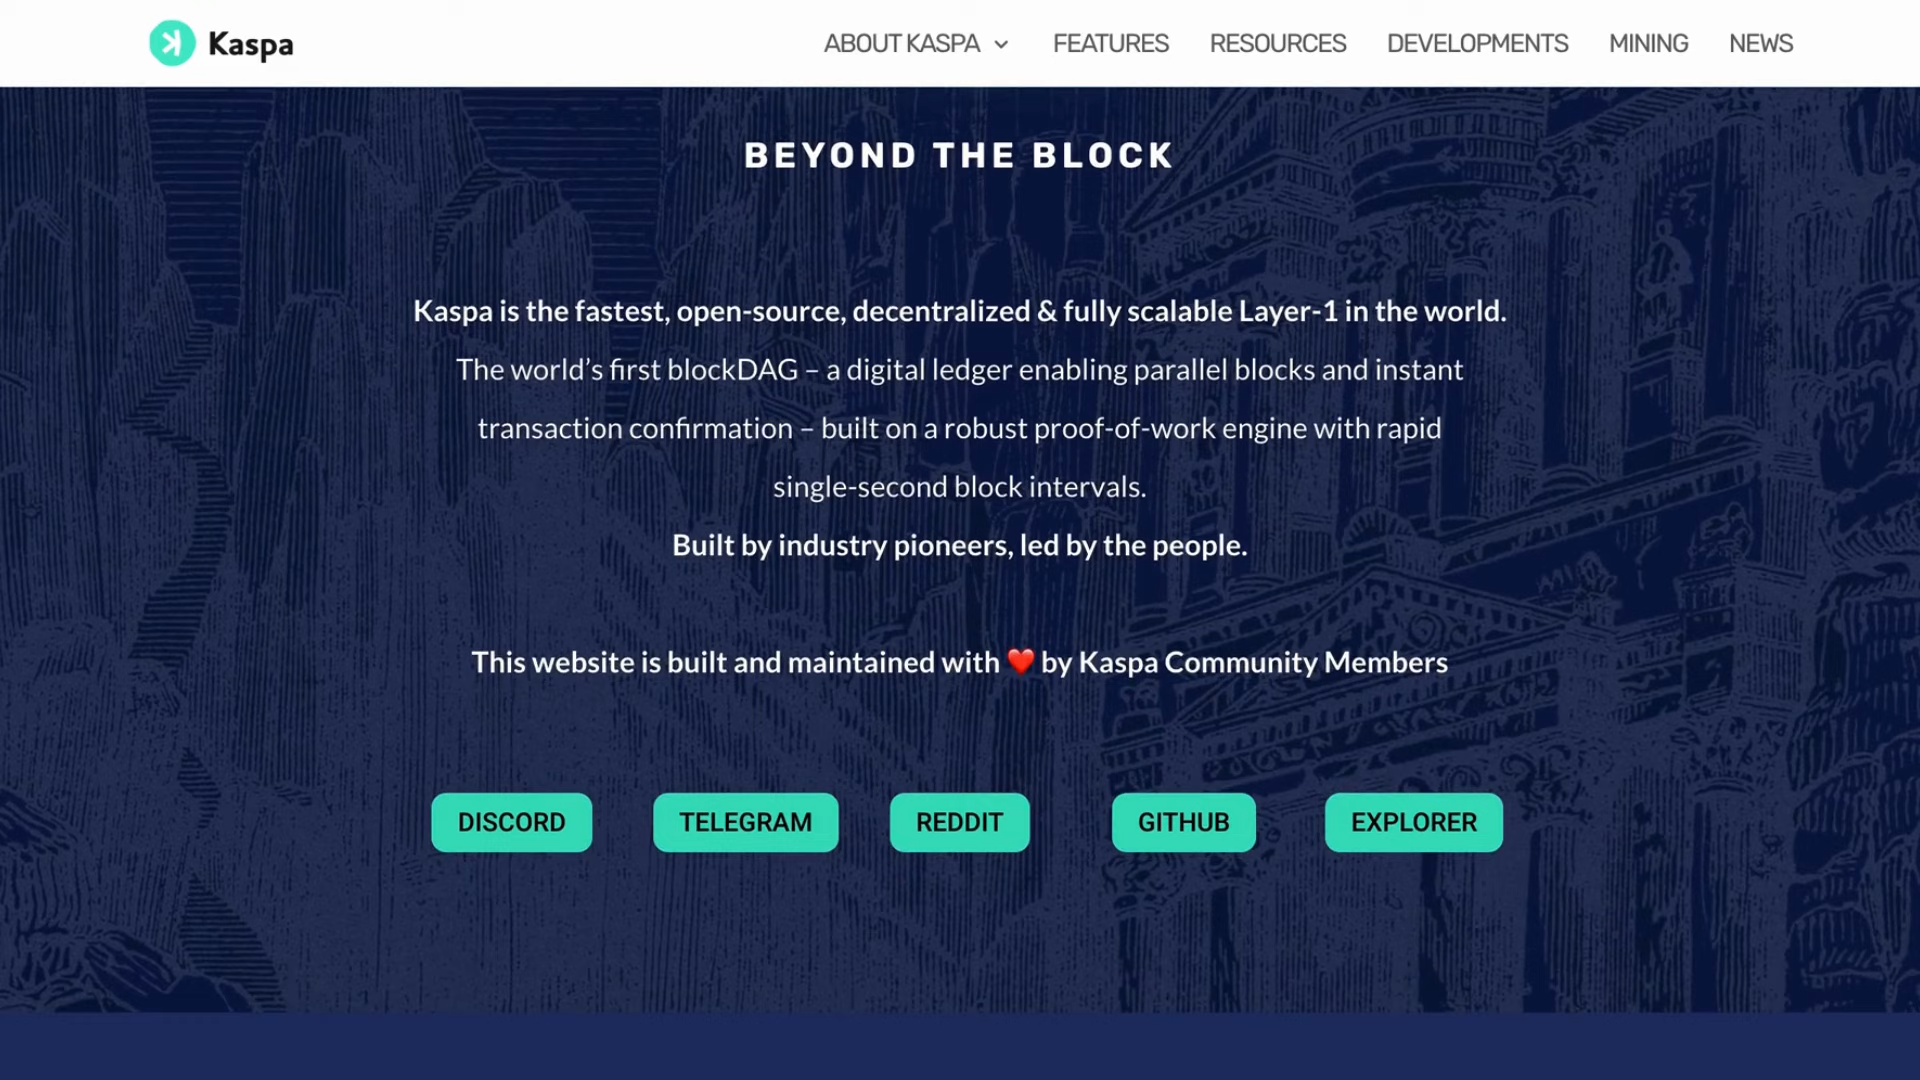 Kaspa
ABOUT KASPA
FEATURES
RESOURCES
DEVELOPMENTS
MINING
NEWS
BEYOND THE BLOCK
Kaspa is the fastest, open-source, decentralized & fully scalable Layer-1 in the world.
The world’s first blockDAG – a digital ledger enabling parallel blocks and instant
transaction confirmation – built on a robust proof-of-work engine with rapid
single-second block intervals.
Built by industry pioneers, led by the people.
This website is built and maintained with ❤️ by Kaspa Community Members
DISCORD
TELEGRAM
REDDIT
GITHUB
EXPLORER